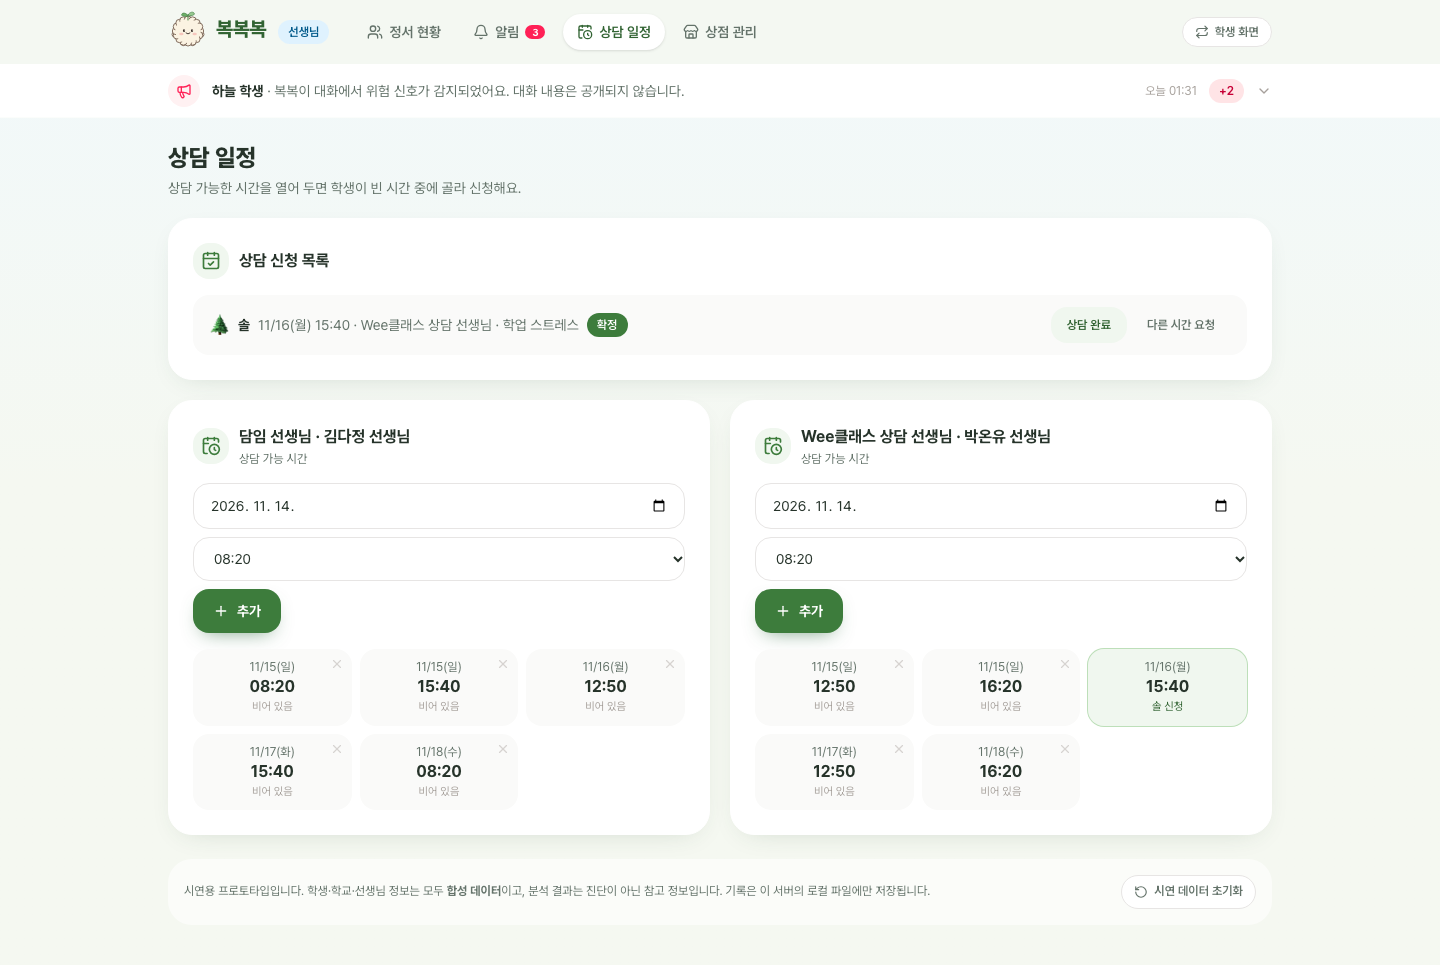 복복복 선생님 정서 현황 알림 3 상담 일정 상점 관리 학생 화면
하늘 학생 · 복복이 대화에서 위험 신호가 감지되었어요. 대화 내용은 공개되지 않습니다. 오늘 01:31 +2
상담 일정
상담 가능한 시간을 열어 두면 학생이 빈 시간 중에 골라 신청해요.
상담 신청 목록
솔 11/16(월) 15:40 · Wee클래스 상담 선생님 · 학업 스트레스 확정 상담 완료 다른 시간 요청
담임 선생님 · 김다정 선생님
상담 가능 시간
2026. 11. 14.
08:20
+ 추가
11/15(일) 11/15(일) 11/16(월)
08:20 15:40 12:50
비어 있음 비어 있음 비어 있음
11/17(화) 11/18(수)
15:40 08:20
비어 있음 비어 있음
Wee클래스 상담 선생님 · 박온유 선생님
상담 가능 시간
2026. 11. 14.
08:20
+ 추가
11/15(일) 11/15(일) 11/16(월)
12:50 16:20 15:40
비어 있음 비어 있음 솔 신청
11/17(화) 11/18(수)
12:50 16:20
비어 있음 비어 있음
시연용 프로토타입입니다. 학생·학교·선생님 정보는 모두 합성 데이터이고, 분석 결과는 진단이 아닌 참고 정보입니다. 기록은 이 서버의 로컬 파일에만 저장됩니다. 시연 데이터 초기화